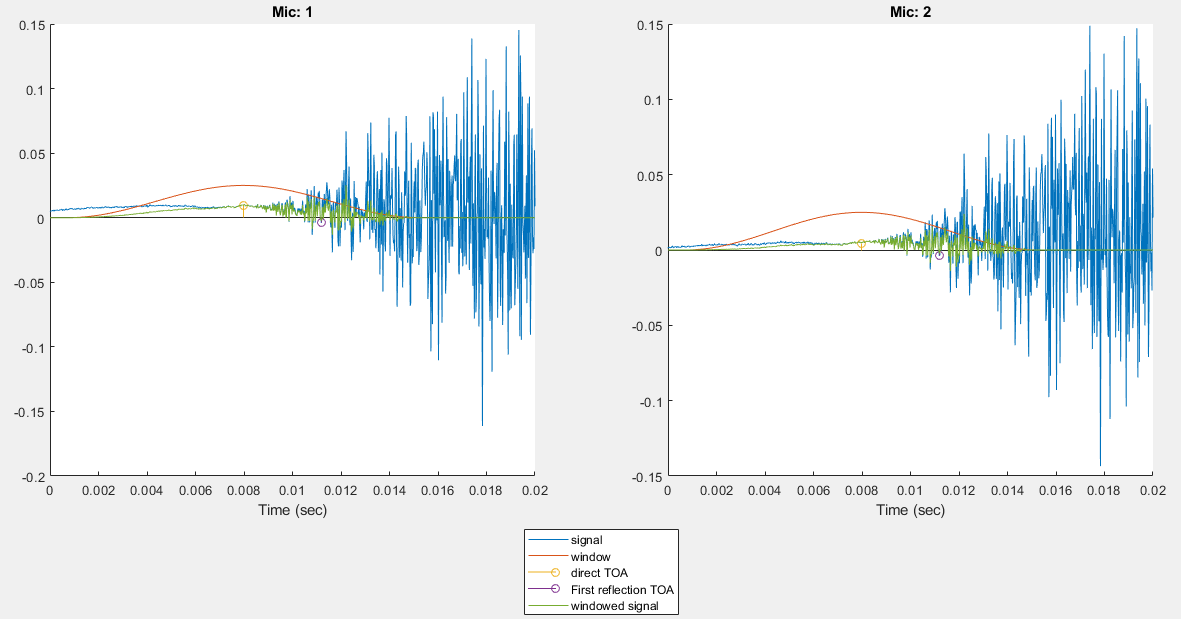 Mic: 1
0.15
0.1
0.05
0
-0.05
-0.1
-0.15
-0.2
0 0.002 0.004 0.006 0.008 0.01 0.012 0.014 0.016 0.018 0.02
Time (sec)
Mic: 2
0.15
0.1
0.05
0
-0.05
-0.1
-0.15
0 0.002 0.004 0.006 0.008 0.01 0.012 0.014 0.016 0.018 0.02
Time (sec)
signal
window
direct TOA
First reflection TOA
windowed signal